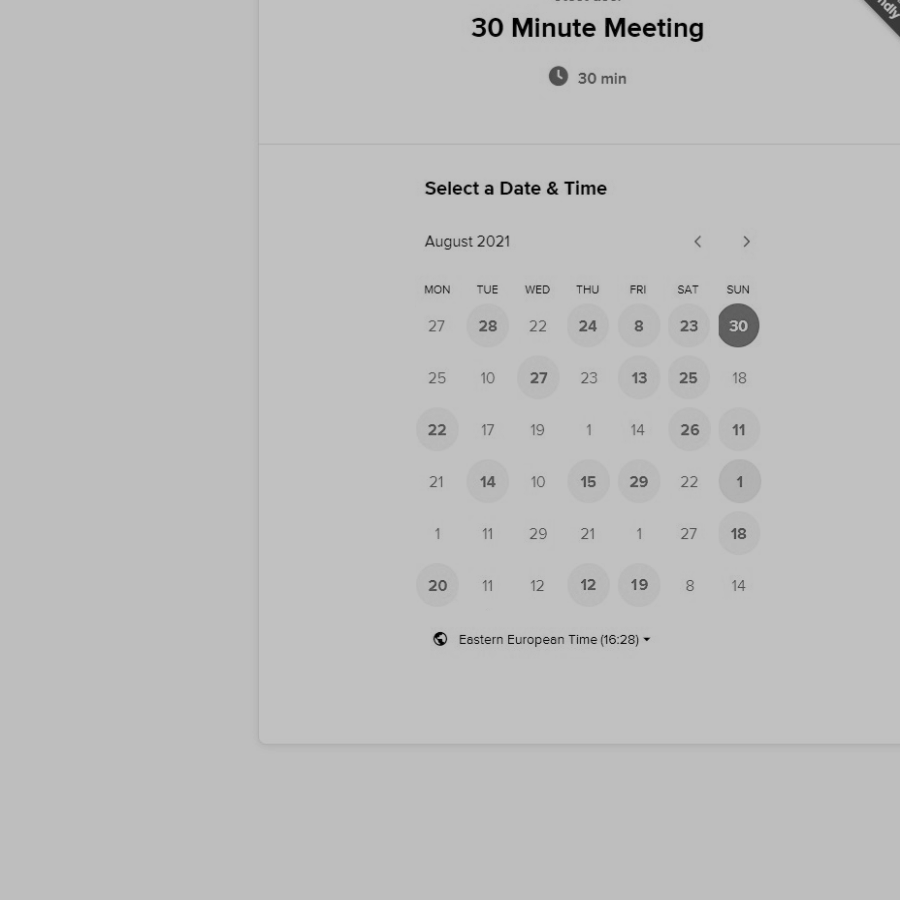 30 Minute Meeting
30 min
Select a Date & Time
August 2021
MON TUE WED THU FRI SAT SUN
27 28 22 24 8 23 30
25 10 27 23 13 25 18
22 17 19 1 14 26 11
21 14 10 15 29 22 1
1 11 29 21 1 27 18
20 11 12 12 19 8 14
Eastern European Time (16:28)